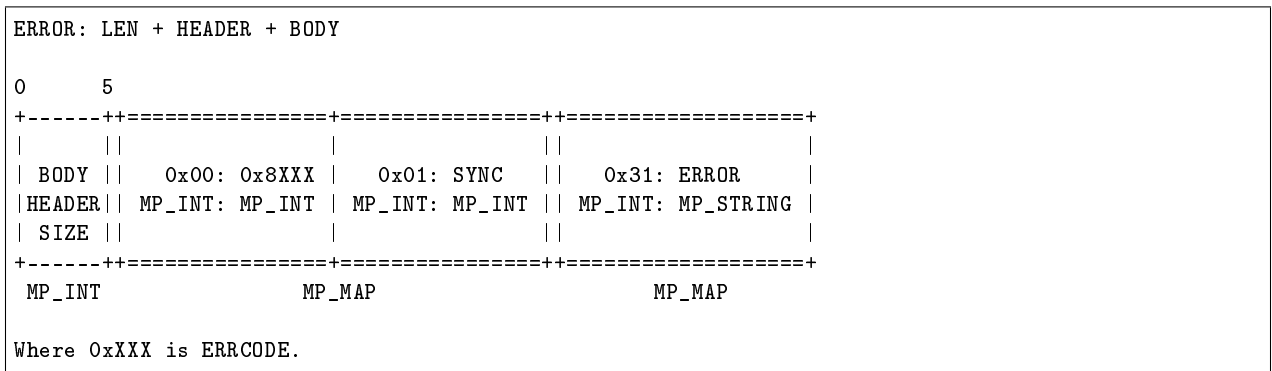 ERROR: LEN + HEADER + BODY
0      5
+------++================+================++===================+
|      ||                |                ||                   |
| BODY ||   0x00: 0x8XXX |   0x01: SYNC   ||   0x31: ERROR     |
|HEADER|| MP_INT: MP_INT | MP_INT: MP_INT || MP_INT: MP_STRING |
| SIZE ||                |                ||                   |
+------++================+================++===================+
 MP_INT                MP_MAP                      MP_MAP
Where 0xXXX is ERRCODE.